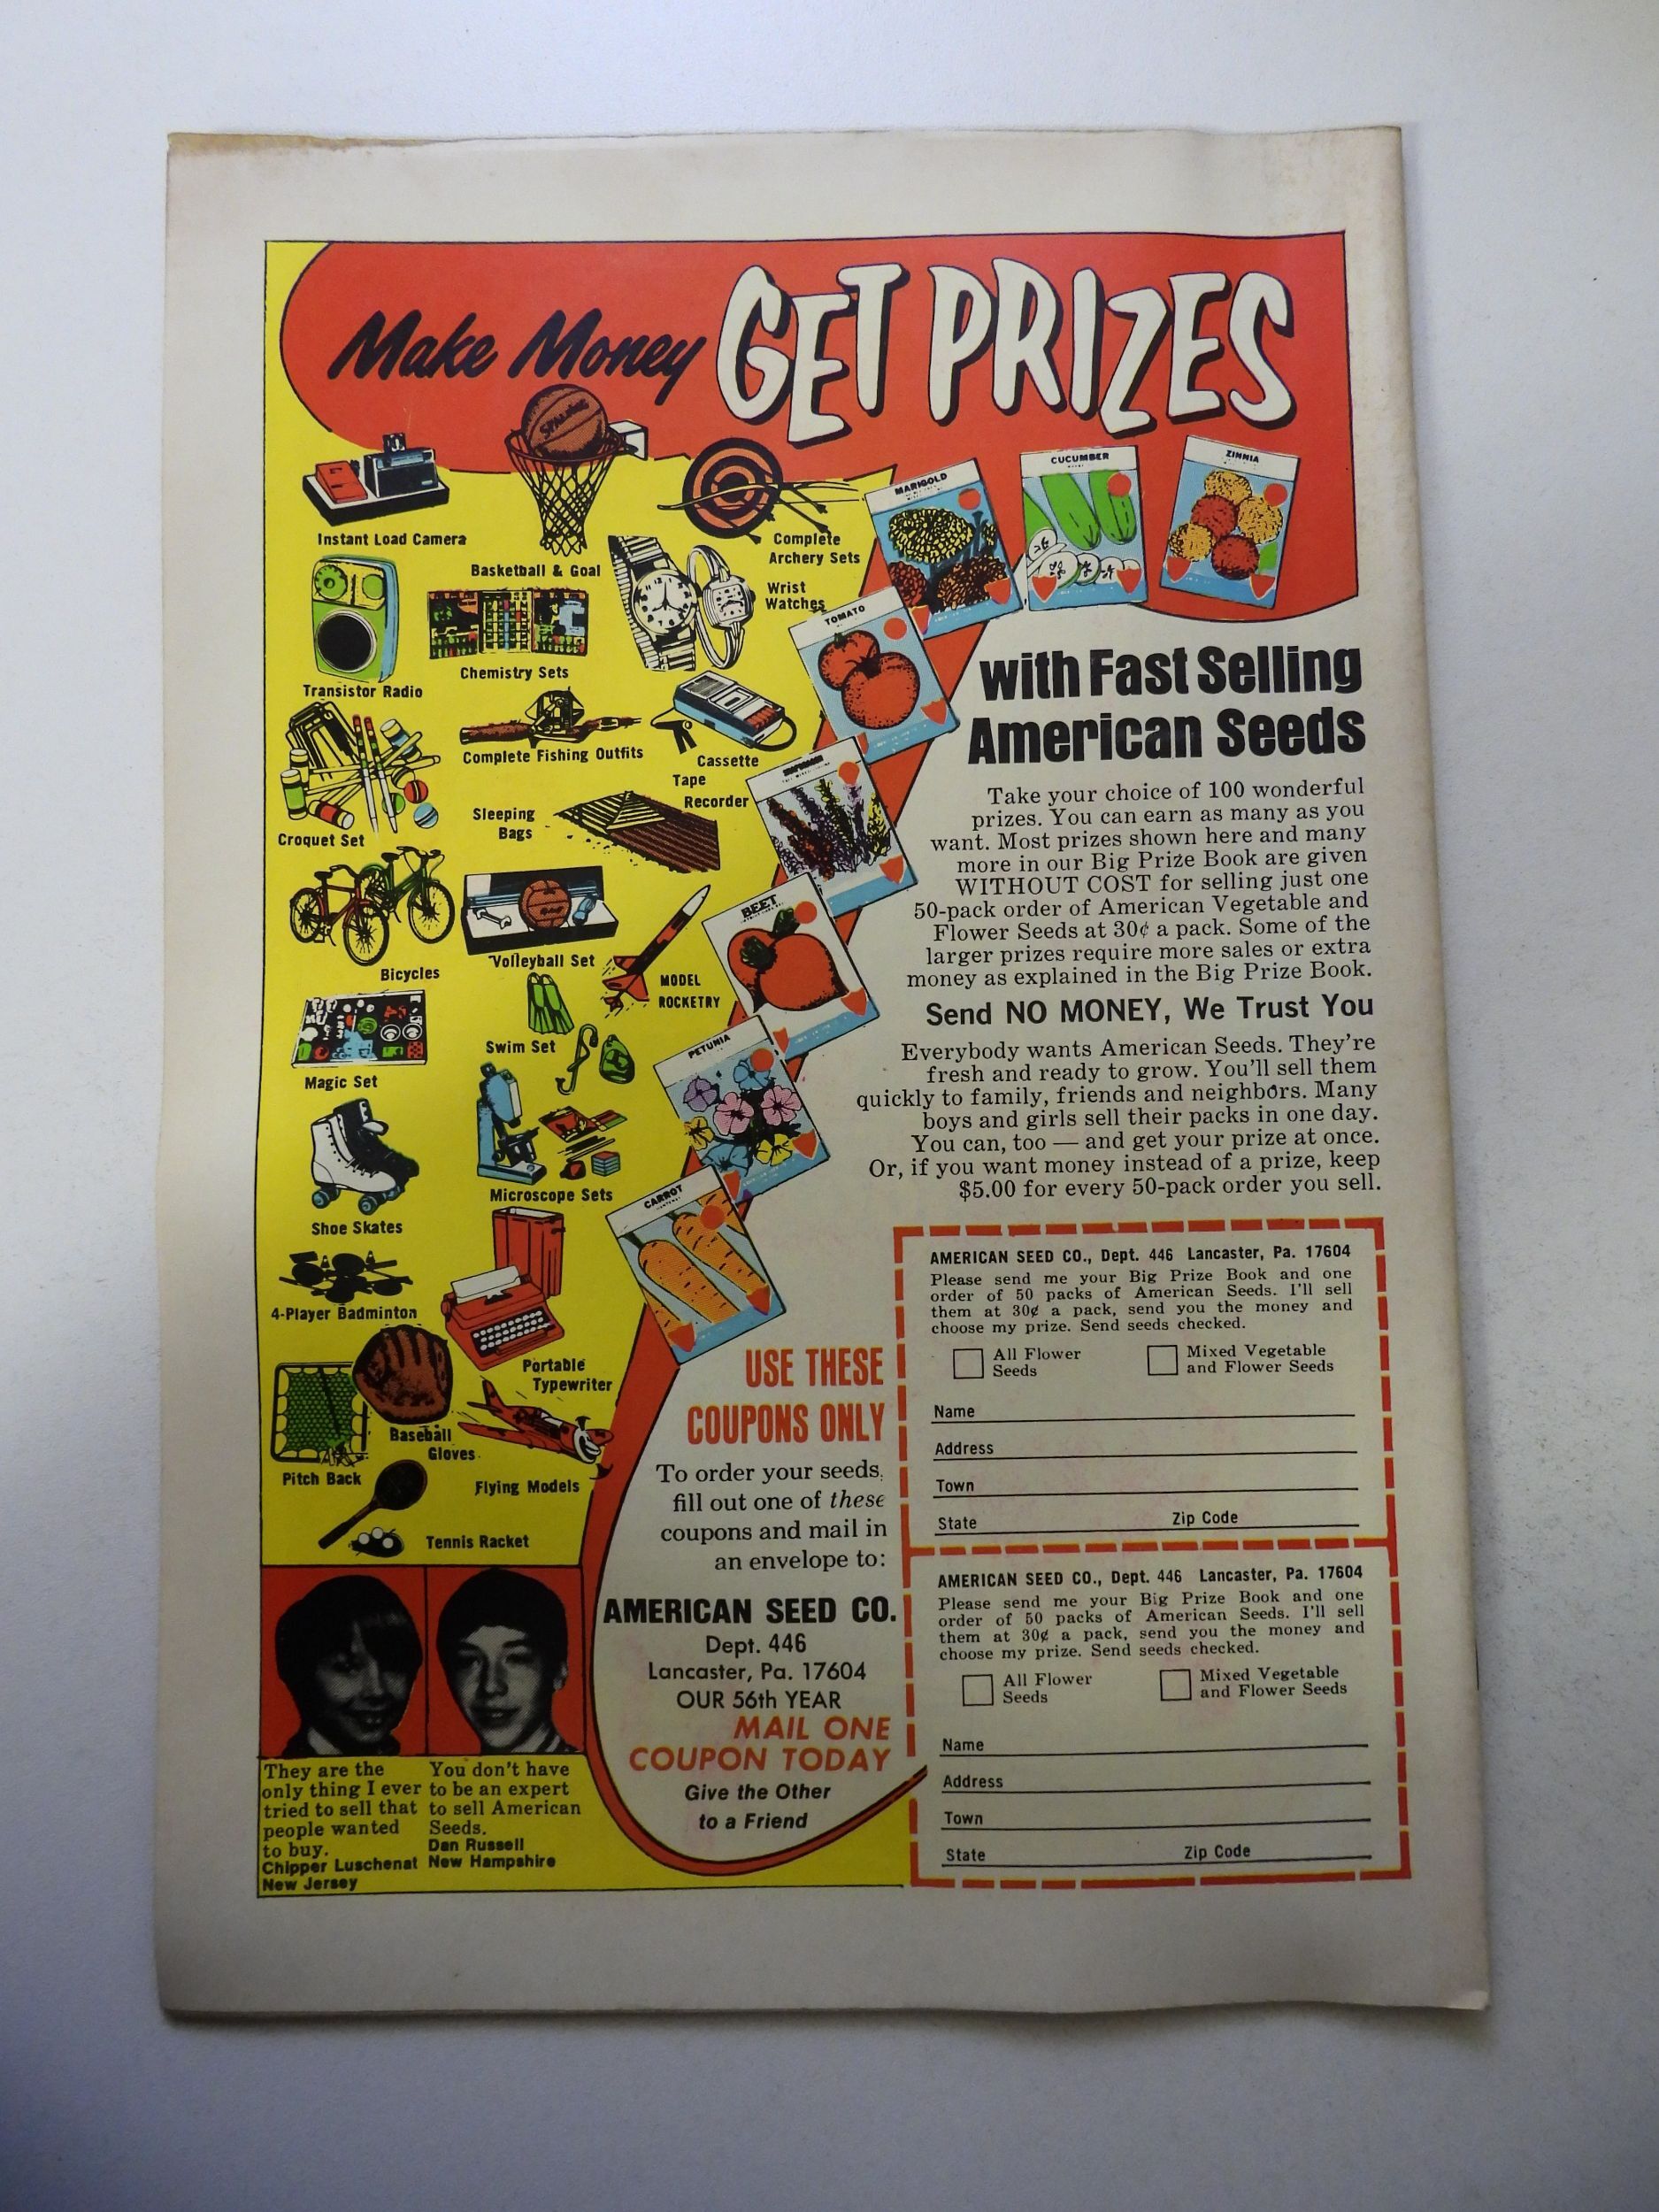 Make Money GET PRIZES
SPALDING
Instant Load Camera
Basketball & Goal
Complete
Archery Sets
Wrist
Watches
Transistor Radio
Chemistry Sets
Complete Fishing Outfits
Cassette
Tape
Recorder
Croquet Set
Sleeping
Bags
Bicycles
Volleyball Set
MODEL
ROCKETRY
Swim Set
Magic Set
Microscope Sets
Shoe Skates
4-Player Badminton
Portable
Typewriter
Baseball
Gloves
Pitch Back
Flying Models
Tennis Racket
MARIGOLD
CUCUMBER
ZINNIA
TOMATO
BEET
PETUNIA
CARROT
with Fast Selling
American Seeds
Take your choice of 100 wonderful
prizes. You can earn as many as you
want. Most prizes shown here and many
more in our Big Prize Book are given
WITHOUT COST for selling just one
50-pack order of American Vegetable and
Flower Seeds at 30¢ a pack. Some of the
larger prizes require more sales or extra
money as explained in the Big Prize Book.
Send NO MONEY, We Trust You
Everybody wants American Seeds. They're
fresh and ready to grow. You'll sell them
quickly to family, friends and neighbors. Many
boys and girls sell their packs in one day.
You can, too — and get your prize at once.
Or, if you want money instead of a prize, keep
$5.00 for every 50-pack order you sell.
USE THESE
COUPONS ONLY
To order your seeds,
fill out one of these
coupons and mail in
an envelope to:
AMERICAN SEED CO.
Dept. 446
Lancaster, Pa. 17604
OUR 56th YEAR
MAIL ONE
COUPON TODAY
Give the Other
to a Friend
AMERICAN SEED CO., Dept. 446 Lancaster, Pa. 17604
Please send me your Big Prize Book and one
order of 50 packs of American Seeds. I'll sell
them at 30¢ a pack, send you the money and
choose my prize. Send seeds checked.
All Flower
Seeds
Mixed Vegetable
and Flower Seeds
Name
Address
Town
State Zip Code
AMERICAN SEED CO., Dept. 446 Lancaster, Pa. 17604
Please send me your Big Prize Book and one
order of 50 packs of American Seeds. I'll sell
them at 30¢ a pack, send you the money and
choose my prize. Send seeds checked.
All Flower
Seeds
Mixed Vegetable
and Flower Seeds
Name
Address
Town
State Zip Code
They are the
only thing I ever
tried to sell that
people wanted
to buy.
Chipper Luschenat
New Jersey
You don't have
to be an expert
to sell American
Seeds.
Dan Russell
New Hampshire